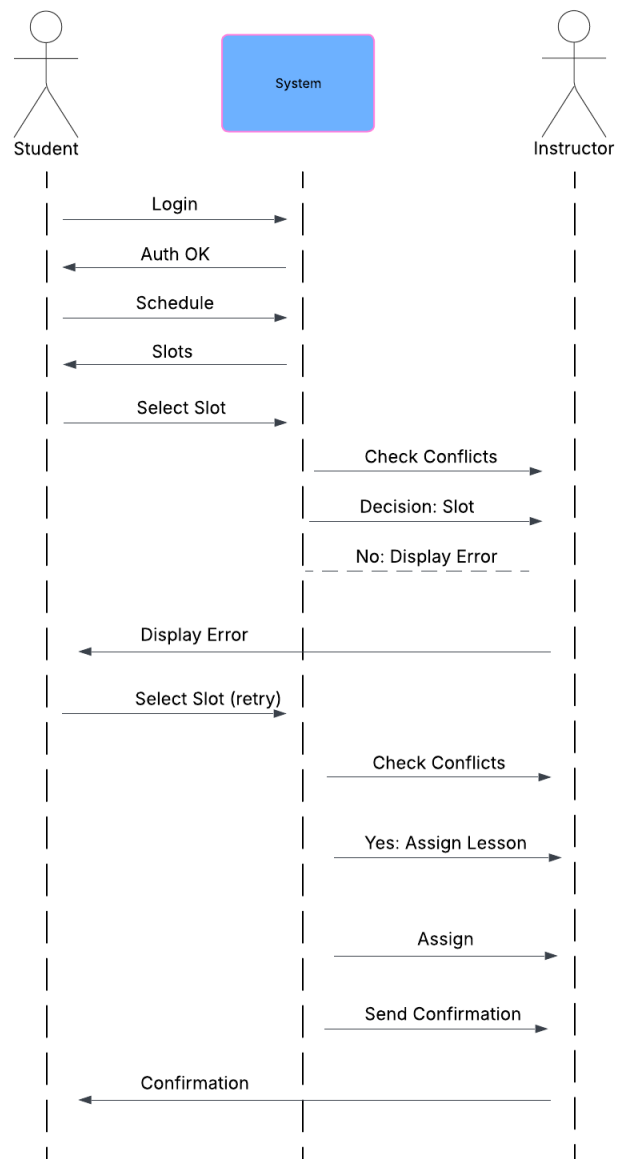 System
Student
Instructor
Login
Auth OK
Schedule
Slots
Select Slot
Check Conflicts
Decision: Slot
No: Display Error
Display Error
Select Slot (retry)
Check Conflicts
Yes: Assign Lesson
Assign
Send Confirmation
Confirmation